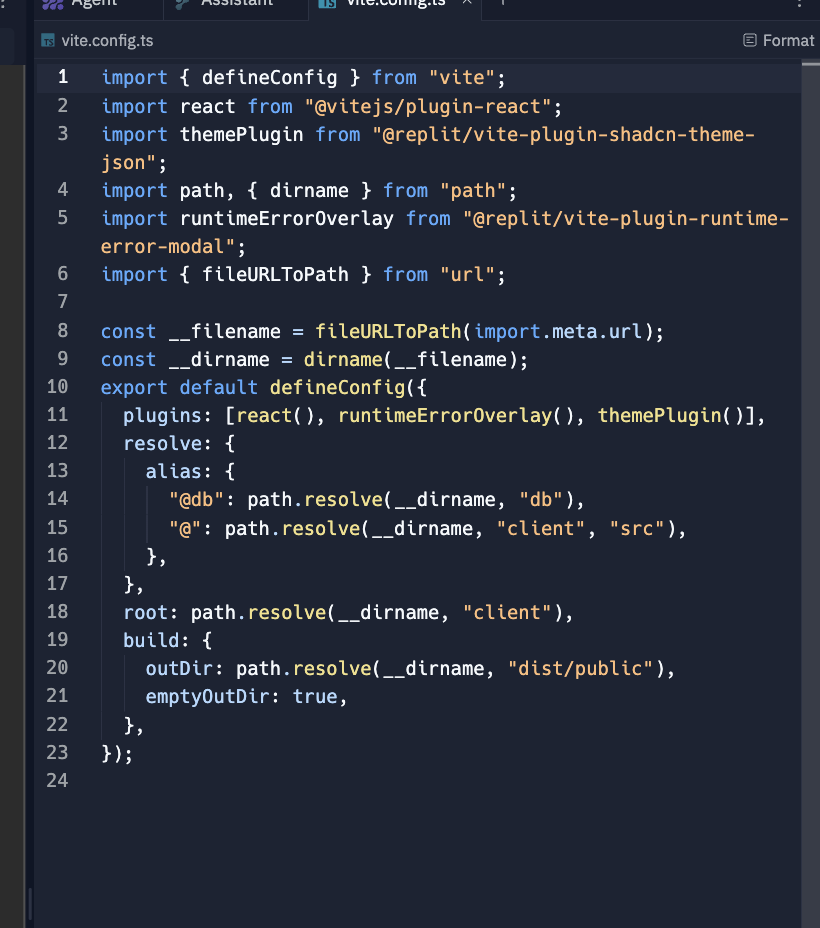 Agent
Assistant
vite.config.ts
vite.config.ts
Format
1 import { defineConfig } from "vite";
2 import react from "@vitejs/plugin-react";
3 import themePlugin from "@replit/vite-plugin-shadcn-theme-
json";
4 import path, { dirname } from "path";
5 import runtimeErrorOverlay from "@replit/vite-plugin-runtime-
error-modal";
6 import { fileURLToPath } from "url";
7
8 const __filename = fileURLToPath(import.meta.url);
9 const __dirname = dirname(__filename);
10 export default defineConfig({
11 plugins: [react(), runtimeErrorOverlay(), themePlugin()],
12 resolve: {
13 alias: {
14 "@db": path.resolve(__dirname, "db"),
15 "@": path.resolve(__dirname, "client", "src"),
16 },
17 },
18 root: path.resolve(__dirname, "client"),
19 build: {
20 outDir: path.resolve(__dirname, "dist/public"),
21 emptyOutDir: true,
22 },
23 });
24